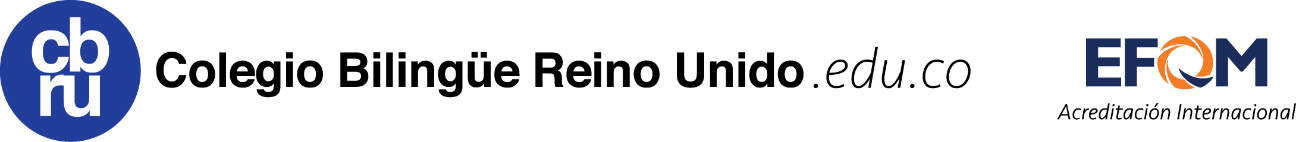 cb
ru
Colegio Bilingüe Reino Unido.edu.co
EFQM
Acreditación Internacional